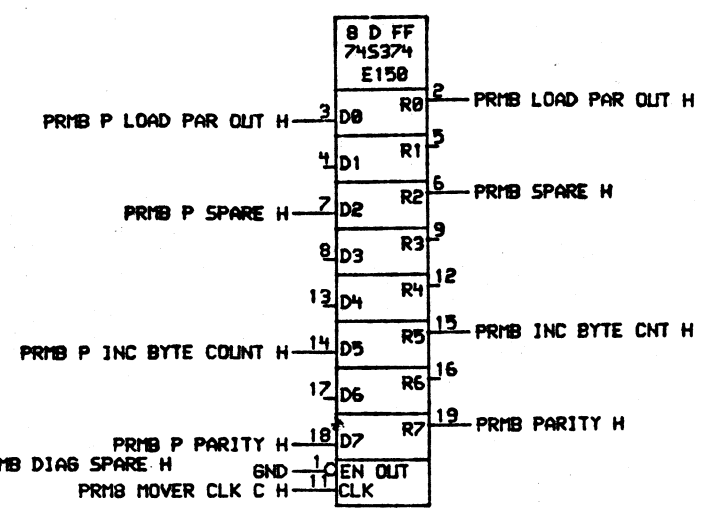 8 D FF
74S374
E150
PRMB P LOAD PAR OUT H 3 D0 R0 2 PRMB LOAD PAR OUT H
4 D1 R1 5
PRMB P SPARE H 7 D2 R2 6 PRMB SPARE H
8 D3 R3 9
13 D4 R4 12
PRMB P INC BYTE COUNT H 14 D5 R5 15 PRMB INC BYTE CNT H
17 D6 R6 16
PRMB P PARITY H 18 D7 R7 19 PRMB PARITY H
MB DIAG SPARE H
GND 1 EN OUT
PRM8 MOVER CLK C H 11 CLK